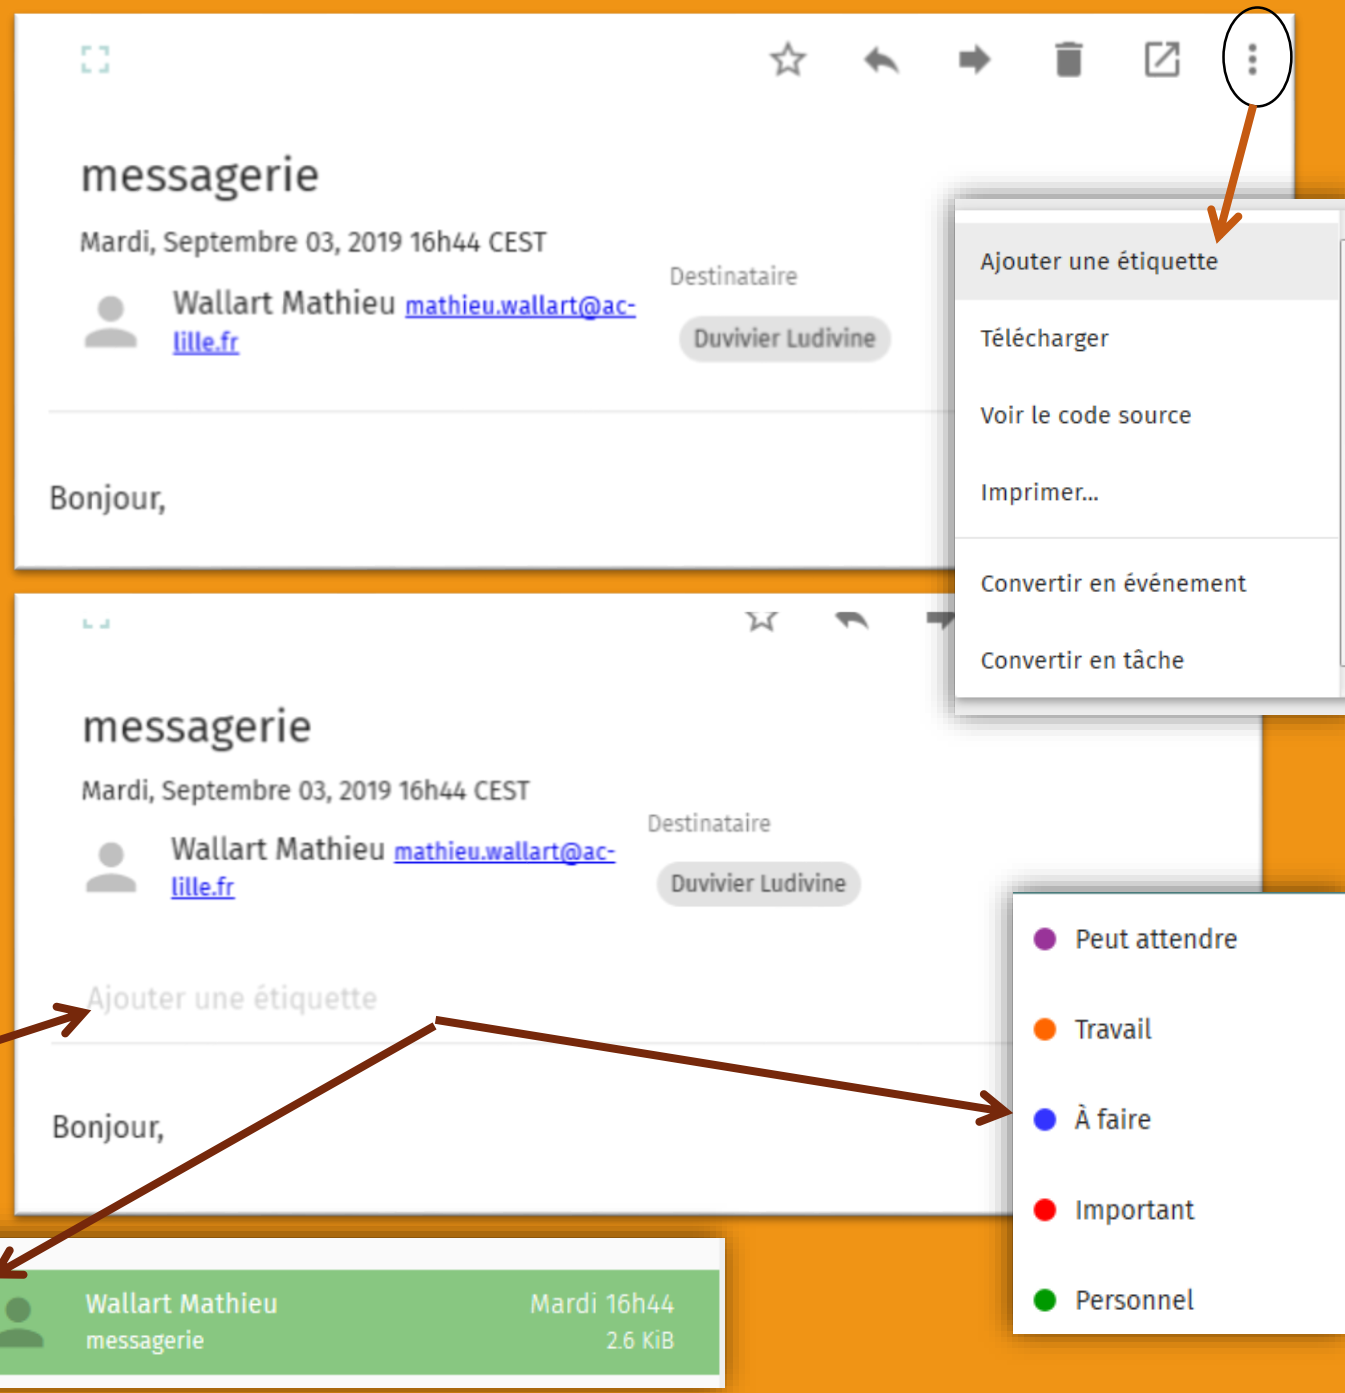 messagerie
Mardi, Septembre 03, 2019 16h44 CEST
Wallart Mathieu mathieu.wallart@ac-
lille.fr
Destinataire
Duvivier Ludivine
Bonjour,
Ajouter une étiquette
Télécharger
Voir le code source
Imprimer...
Convertir en événement
Convertir en tâche
messagerie
Mardi, Septembre 03, 2019 16h44 CEST
Wallart Mathieu mathieu.wallart@ac-
lille.fr
Destinataire
Duvivier Ludivine
Ajouter une étiquette
Bonjour,
Peut attendre
Travail
À faire
Important
Personnel
Wallart Mathieu Mardi 16h44
messagerie 2.6 KiB